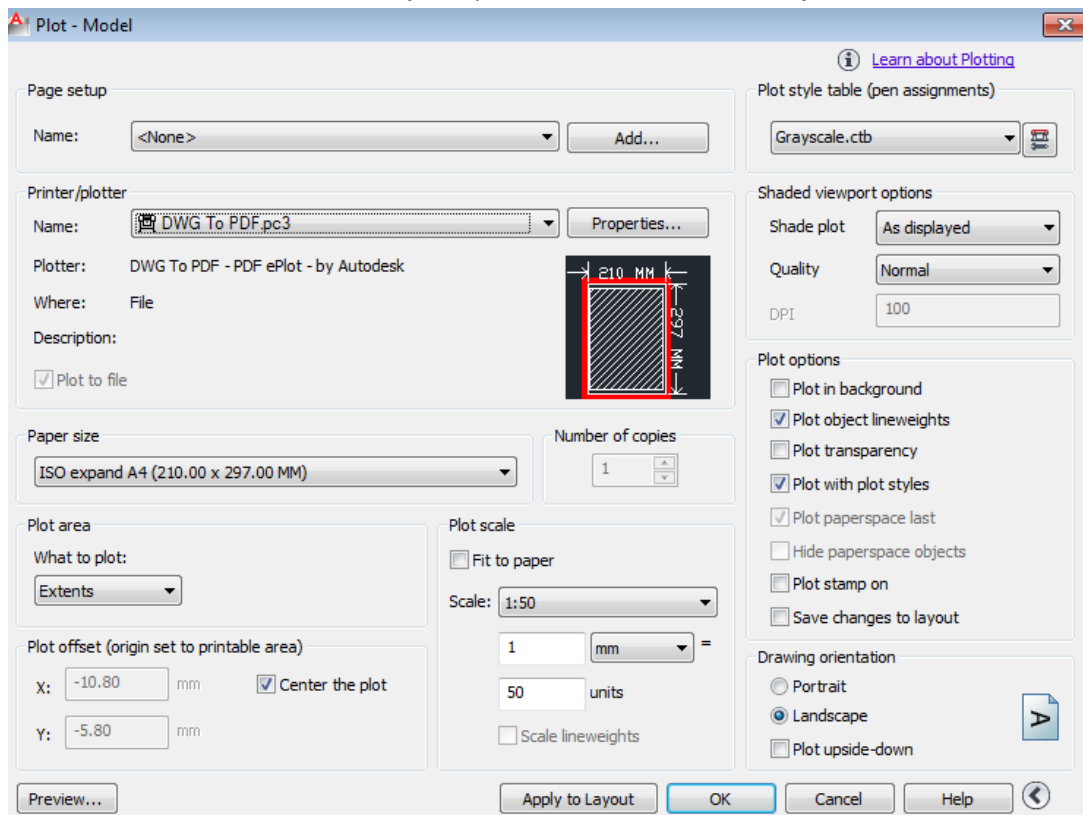 Plot - Model
Learn about Plotting
Page setup
Name: <None> Add...
Plot style table (pen assignments)
Grayscale.ctb
Printer/plotter
Name: DWG To PDF.pc3 Properties...
Plotter: DWG To PDF - PDF ePlot - by Autodesk
Where: File
Description:
Plot to file
210 MM
297 MM
Shaded viewport options
Shade plot As displayed
Quality Normal
DPI 100
Paper size
ISO expand A4 (210.00 x 297.00 MM)
Number of copies
1
Plot options
Plot in background
Plot object lineweights
Plot transparency
Plot with plot styles
Plot paperspace last
Hide paperspace objects
Plot stamp on
Save changes to layout
Plot area
What to plot:
Extents
Plot scale
Fit to paper
Scale: 1:50
1 mm =
50 units
Scale lineweights
Plot offset (origin set to printable area)
X: -10.80 mm Center the plot
Y: -5.80 mm
Drawing orientation
Portrait
Landscape
Plot upside-down
A
Preview... Apply to Layout OK Cancel Help